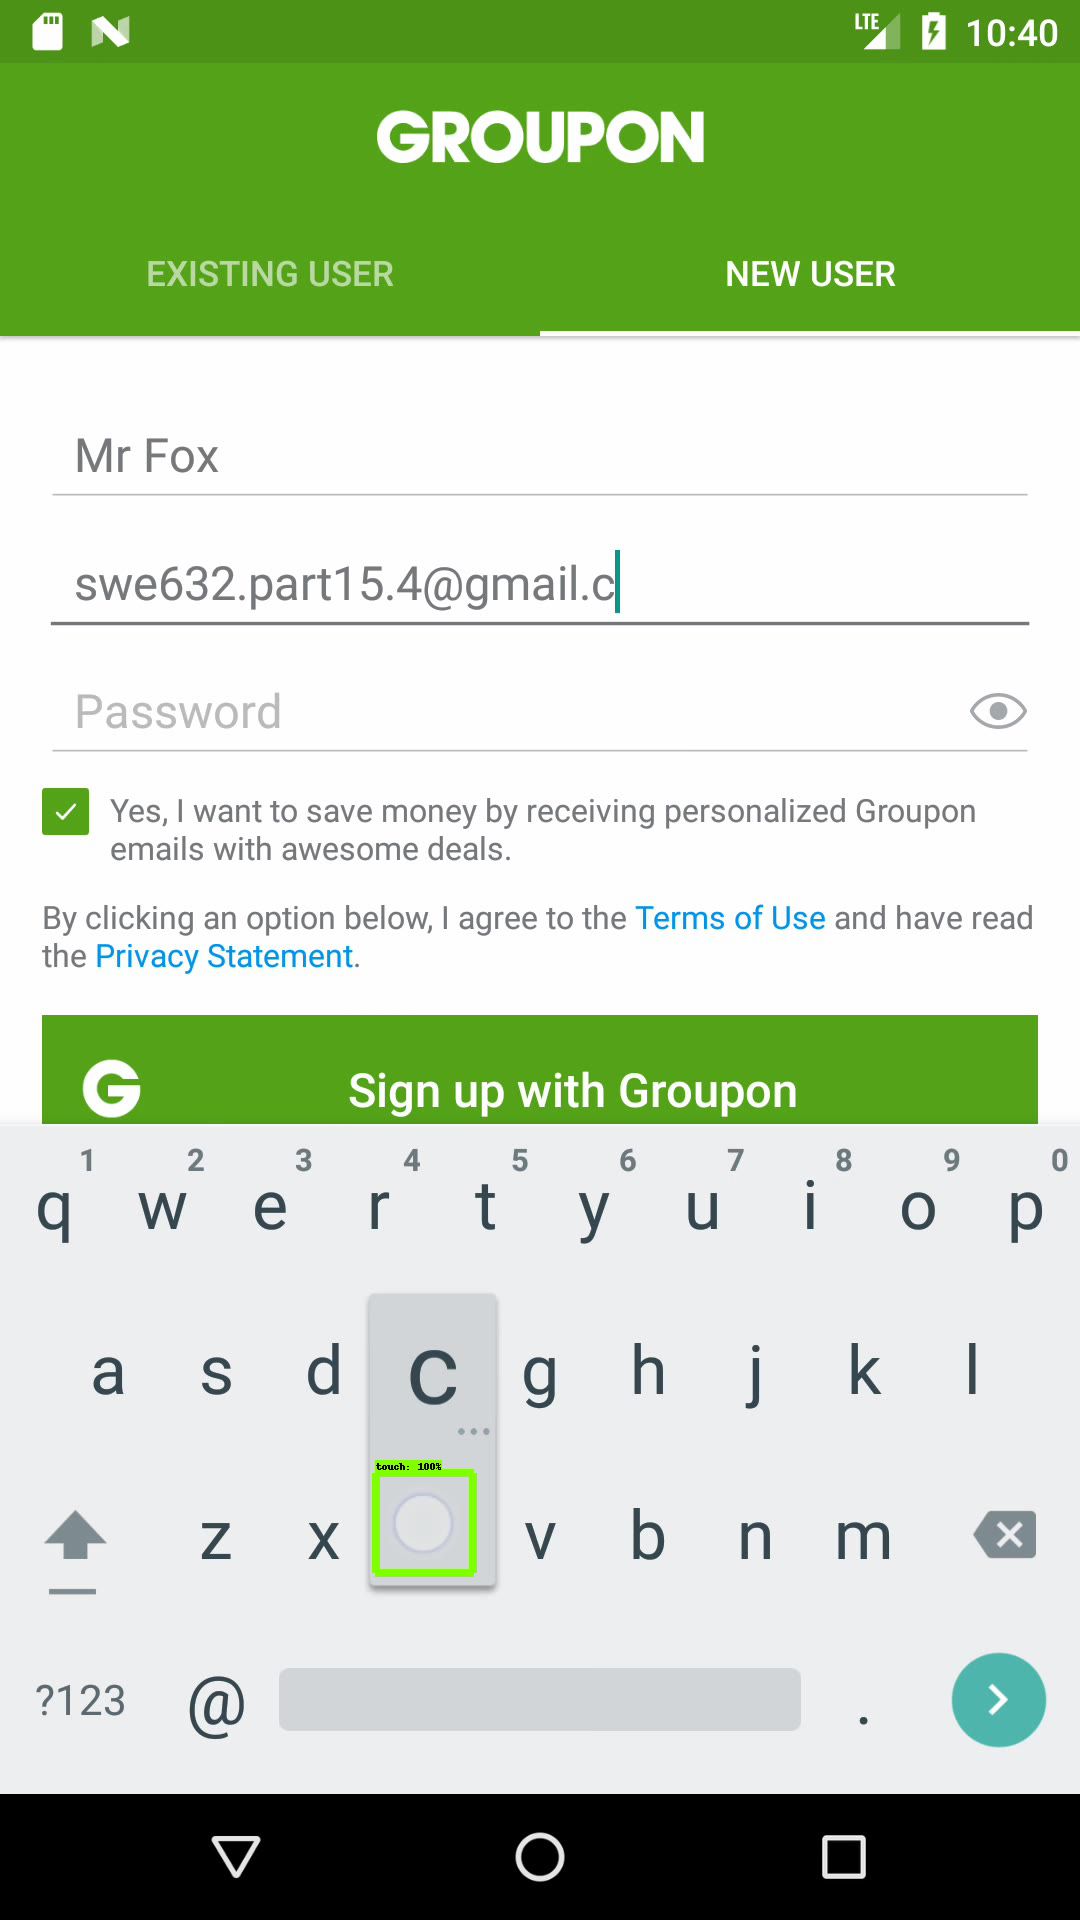 LTE 10:40
GROUPON
EXISTING USER NEW USER
Mr Fox
swe632.part15.4@gmail.c
Password
Yes, I want to save money by receiving personalized Groupon
emails with awesome deals.
By clicking an option below, I agree to the Terms of Use and have read
the Privacy Statement.
G Sign up with Groupon
1 2 3 4 5 6 7 8 9 0
q w e r t y u i o p
a s d c g h j k l
touch: 100%
z x v b n m
?123 @ .